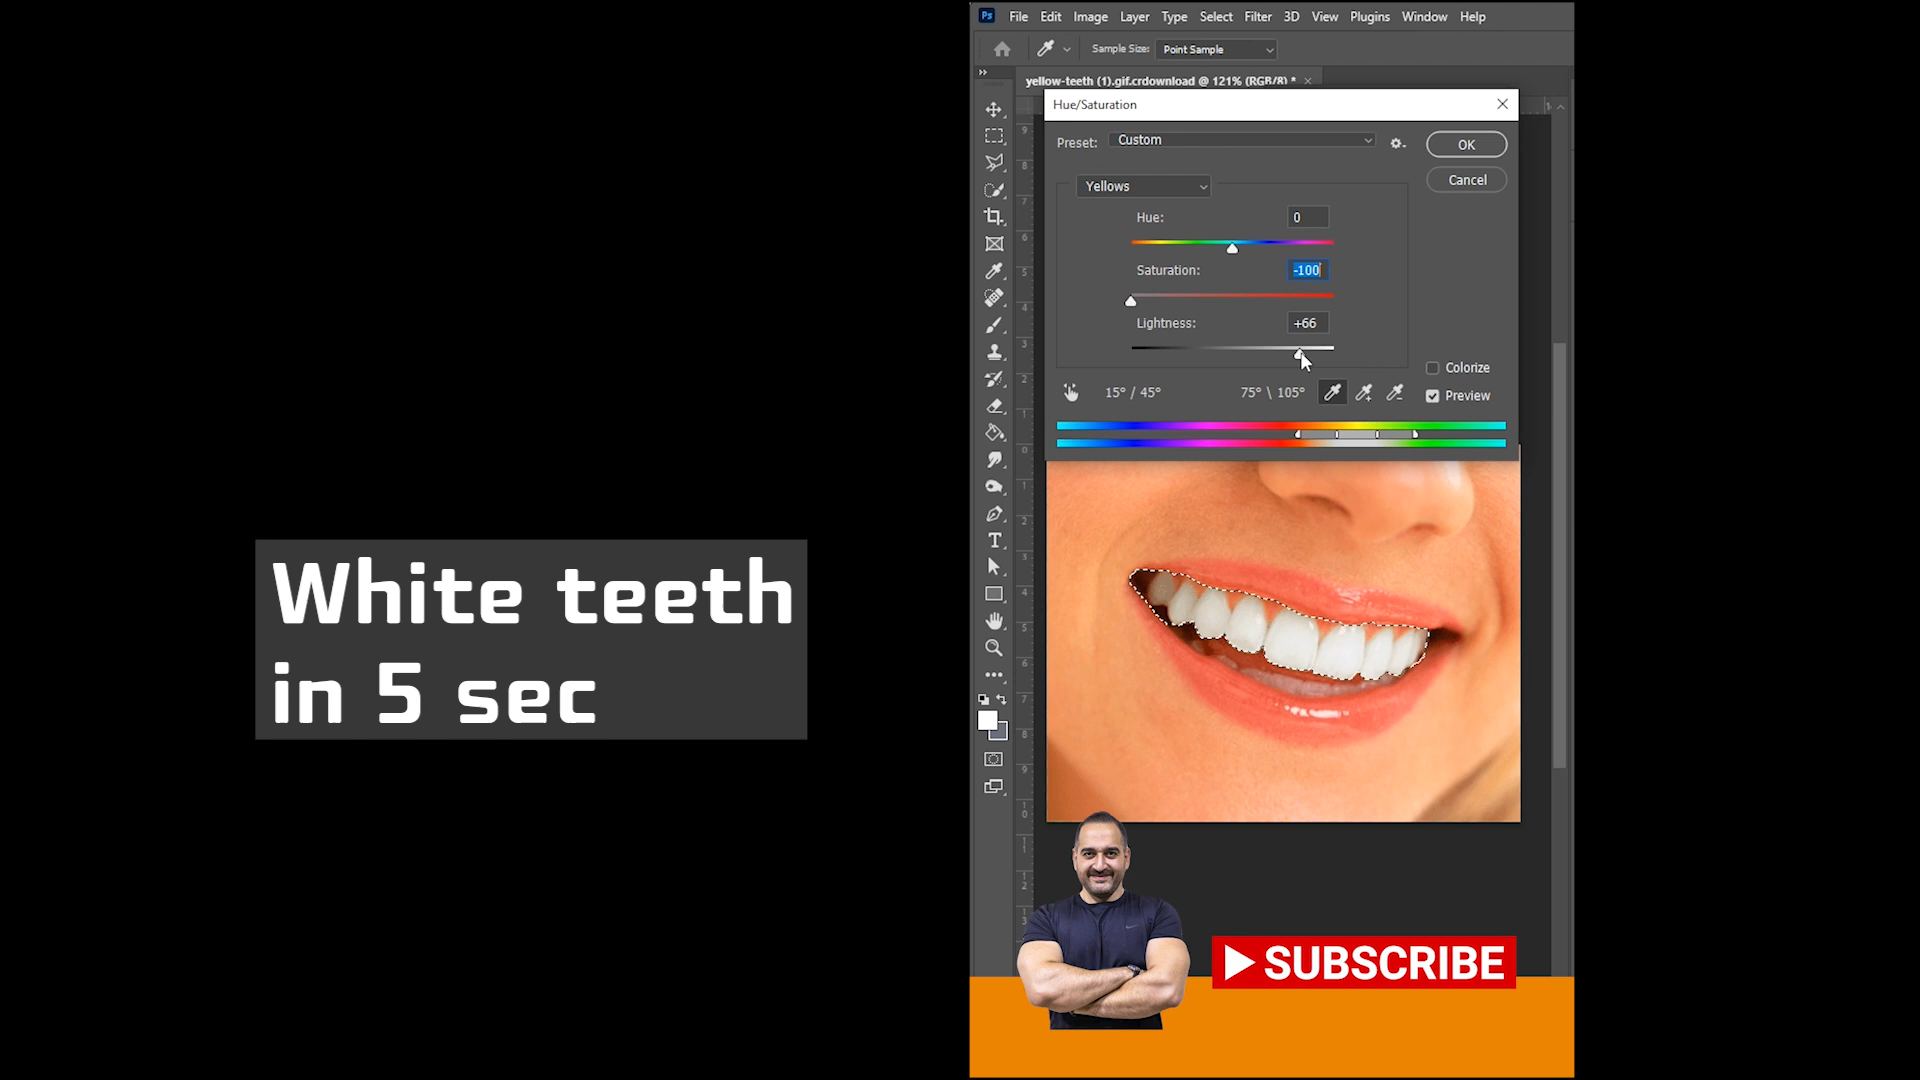 White teeth
in 5 sec
Ps File Edit Image Layer Type Select Filter 3D View Plugins Window Help
Sample Size: Point Sample
yellow-teeth (1).gif.crdownload @ 121% (RGB/8) *
Hue/Saturation
Preset: Custom
OK
Cancel
Yellows
Hue: 0
Saturation: -100
Lightness: +66
Colorize
15° / 45° 75° \ 105°
Preview
SUBSCRIBE